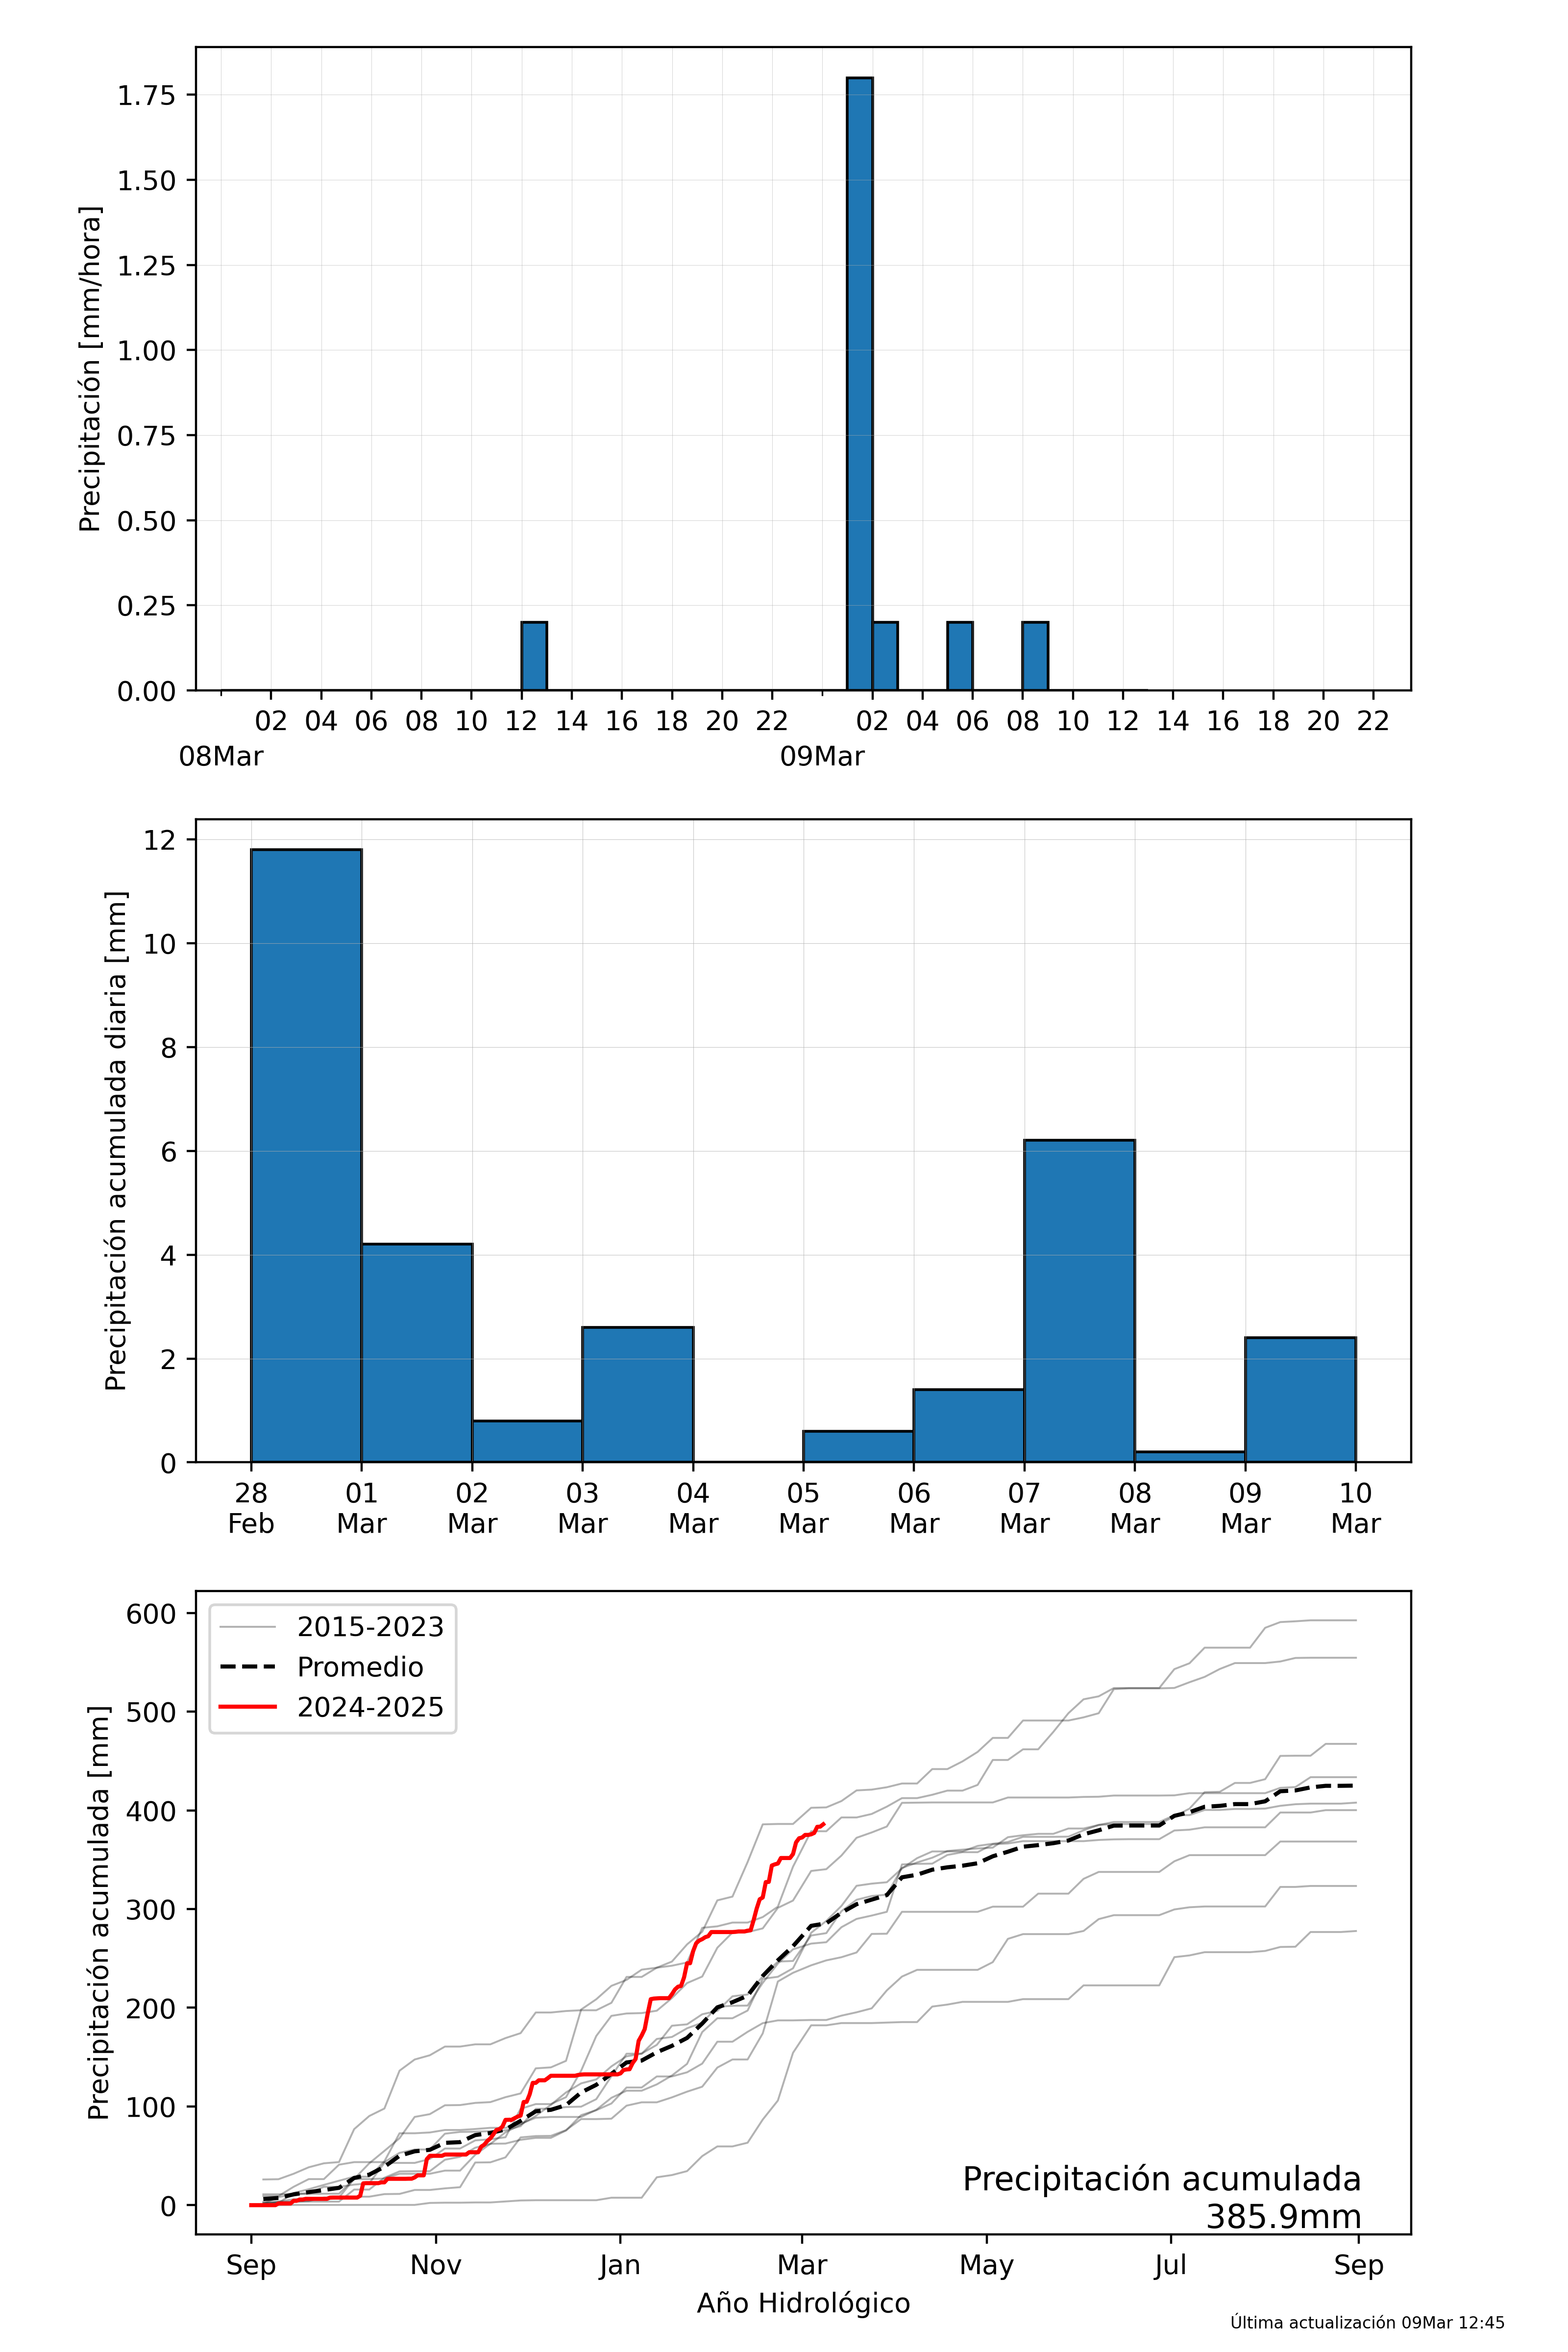 Precipitación [mm/hora]
1.75
1.50
1.25
1.00
0.75
0.50
0.25
0.00
02 04 06 08 10 12 14 16 18 20 22 02 04 06 08 10 12 14 16 18 20 22
08Mar 09Mar
Precipitación acumulada diaria [mm]
12
10
8
6
4
2
0
28 01 02 03 04 05 06 07 08 09 10
Feb Mar Mar Mar Mar Mar Mar Mar Mar Mar Mar
Precipitación acumulada [mm]
600
500
400
300
200
100
0
2015-2023
Promedio
2024-2025
Precipitación acumulada
385.9mm
Sep Nov Jan Mar May Jul Sep
Año Hidrológico
Última actualización 09Mar 12:45